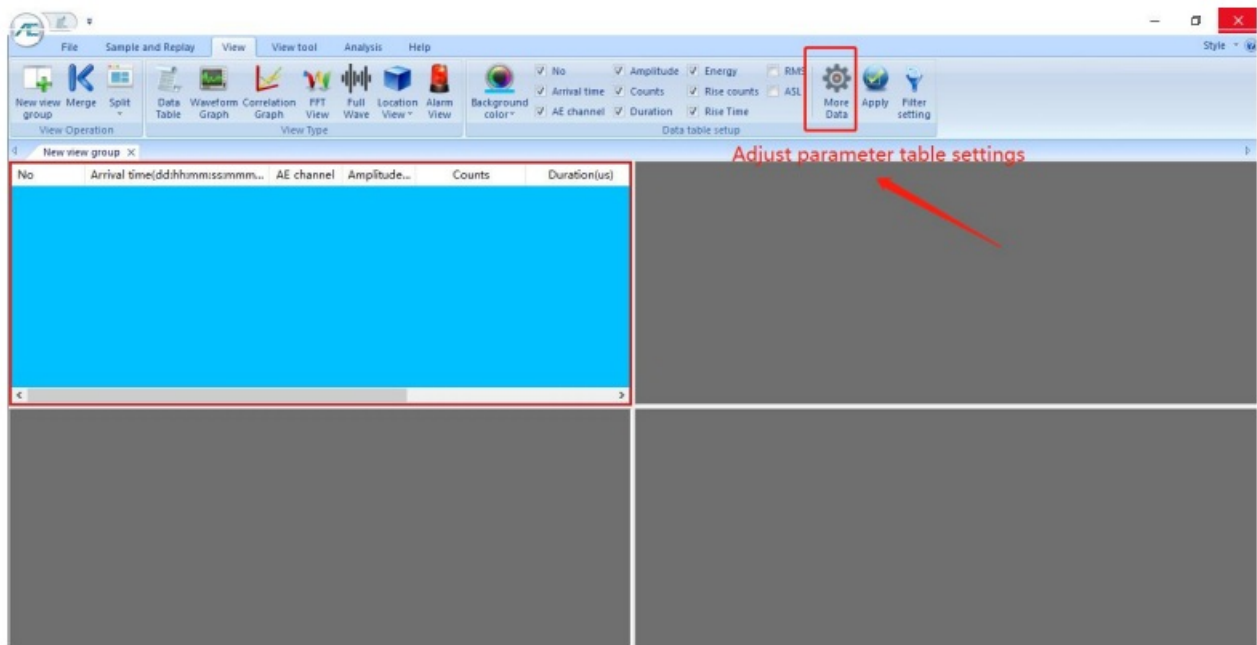 Æ
File Sample and Replay View View tool Analysis Help Style
No Amplitude Energy RMS
Arrival time Counts Rise counts ASL
AE channel Duration Rise Time
New view group
Merge
Split
Data Table
Waveform Graph
Correlation Graph
FFT View
Full Wave
Location View
Alarm View
Background color
More Data
Apply
Filter setting
View Operation View Type Data table setup
New view group
Adjust parameter table settings
No Arrival time(dd:hh:mm:ss:mmm... AE channel Amplitude... Counts Duration(us)